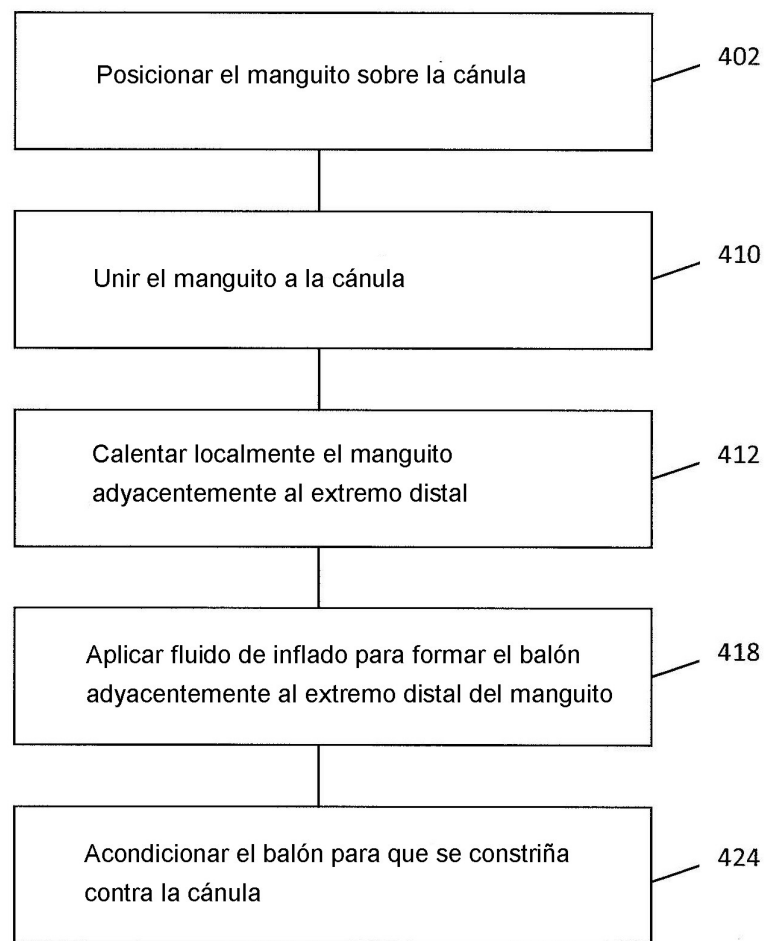 Posicionar el manguito sobre la cánula
402
Unir el manguito a la cánula
410
Calentar localmente el manguito
adyacentemente al extremo distal
412
Aplicar fluido de inflado para formar el balón
adyacentemente al extremo distal del manguito
418
Acondicionar el balón para que se constriña
contra la cánula
424